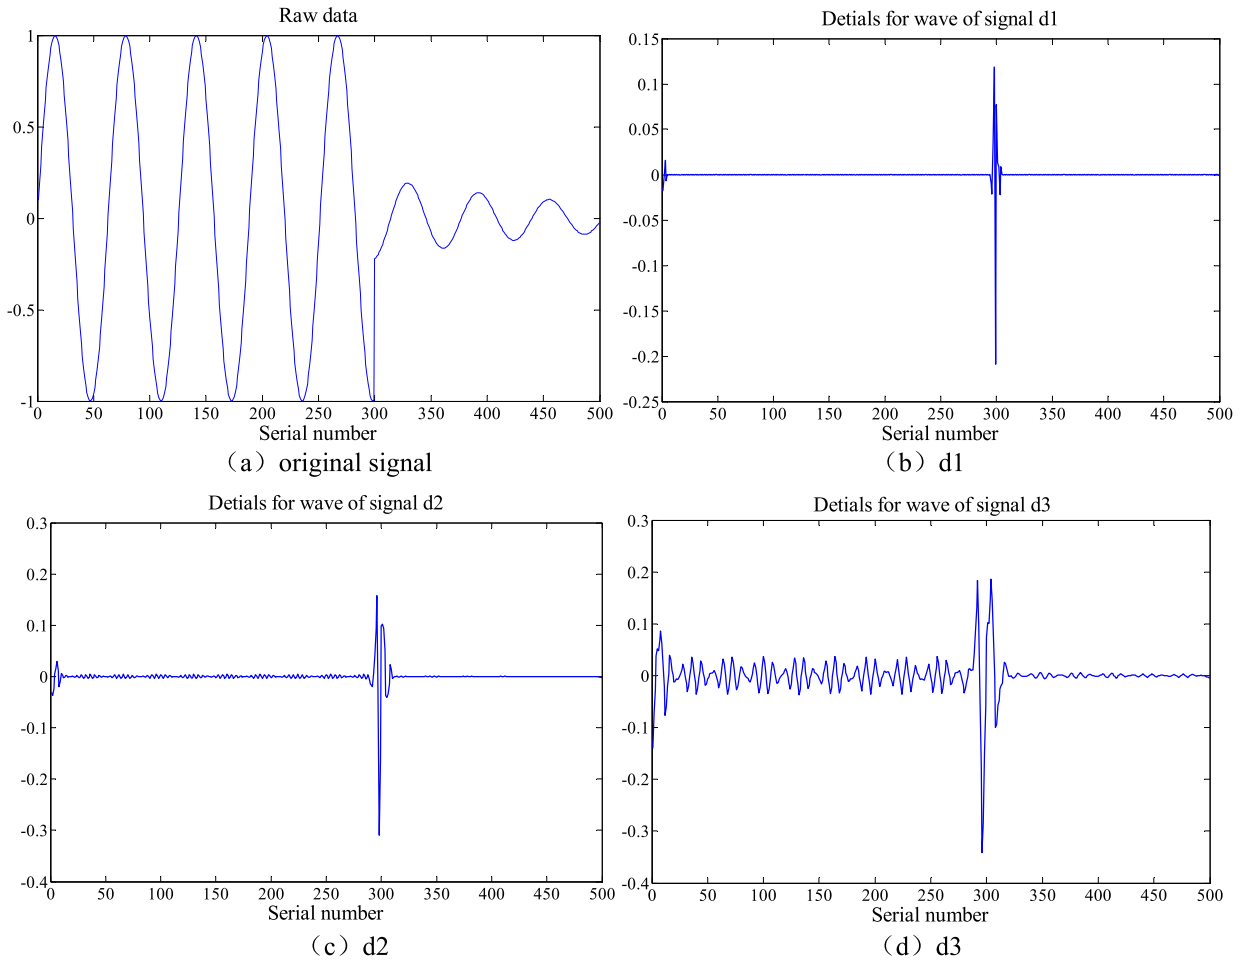 Raw data
1
0.5
0
-0.5
-1
0 50 100 150 200 250 300 350 400 450 500
Serial number
（a）original signal
Detials for wave of signal d1
0.15
0.1
0.05
0
-0.05
-0.1
-0.15
-0.2
-0.25
0 50 100 150 200 250 300 350 400 450 500
Serial number
（b）d1
Detials for wave of signal d2
0.3
0.2
0.1
0
-0.1
-0.2
-0.3
-0.4
0 50 100 150 200 250 300 350 400 450 500
Serial number
（c）d2
Detials for wave of signal d3
0.3
0.2
0.1
0
-0.1
-0.2
-0.3
-0.4
0 50 100 150 200 250 300 350 400 450 500
Serial number
（d）d3